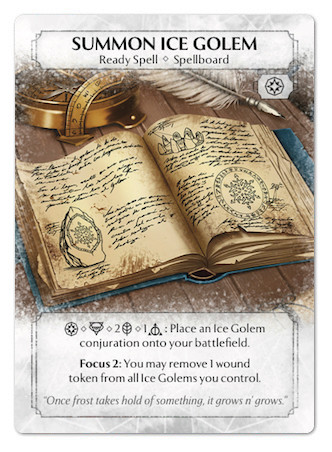 SUMMON ICE GOLEM
Ready Spell ⟐ Spellboard
⟐ ⟐ 2 ⟐ 1 : Place an Ice Golem
conjuration onto your battlefield.
Focus 2: You may remove 1 wound
token from all Ice Golems you control.
"Once frost takes hold of something, it grows n' grows."